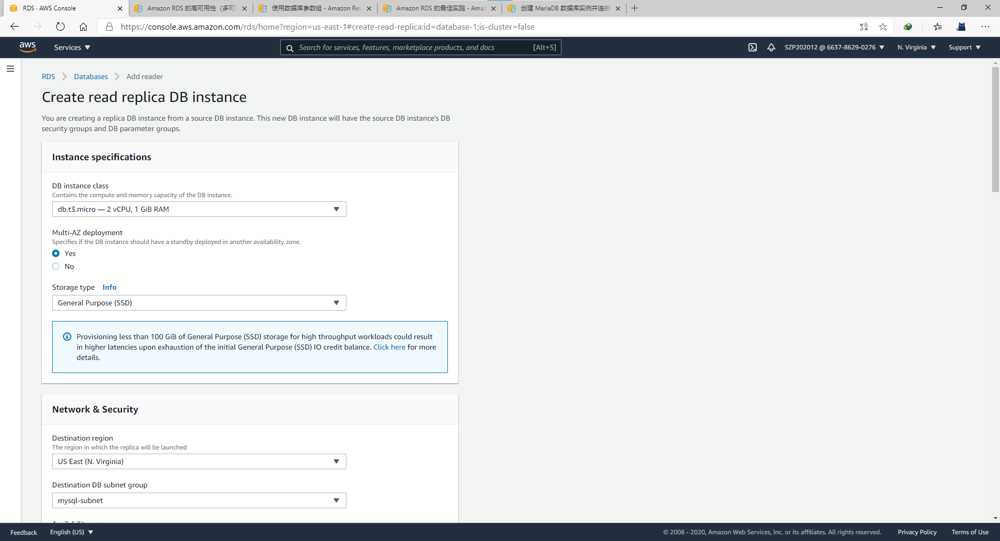 RDS · AWS Console
Amazon RDS 的高可用性（多可用
使用数据库参数组 - Amazon Rela
Amazon RDS 的最佳实践 - Amaz
创建 MariaDB 数据库实例并连接
https://console.aws.amazon.com/rds/home?region=us-east-1#create-read-replica:id=database-1;is-cluster=false
aws
Services
Search for services, features, marketplace products, and docs
[Alt+S]
SZP202012 @ 6637-8629-0276
N. Virginia
Support
RDS
Databases
Add reader
Create read replica DB instance
You are creating a replica DB instance from a source DB instance. This new DB instance will have the source DB instance's DB
security groups and DB parameter groups.
Instance specifications
DB instance class
Contains the compute and memory capacity of the DB instance.
db.t3.micro — 2 vCPU, 1 GiB RAM
Multi-AZ deployment
Specifies if the DB instance should have a standby deployed in another availability zone.
Yes
No
Storage type Info
General Purpose (SSD)
Provisioning less than 100 GiB of General Purpose (SSD) storage for high throughput workloads could result
in higher latencies upon exhaustion of the initial General Purpose (SSD) IO credit balance. Click here for more
details.
Network & Security
Destination region
The region in which the replica will be launched
US East (N. Virginia)
Destination DB subnet group
mysql-subnet
Feedback
English (US)
© 2008 - 2020, Amazon Web Services, Inc. or its affiliates. All rights reserved.
Privacy Policy
Terms of Use